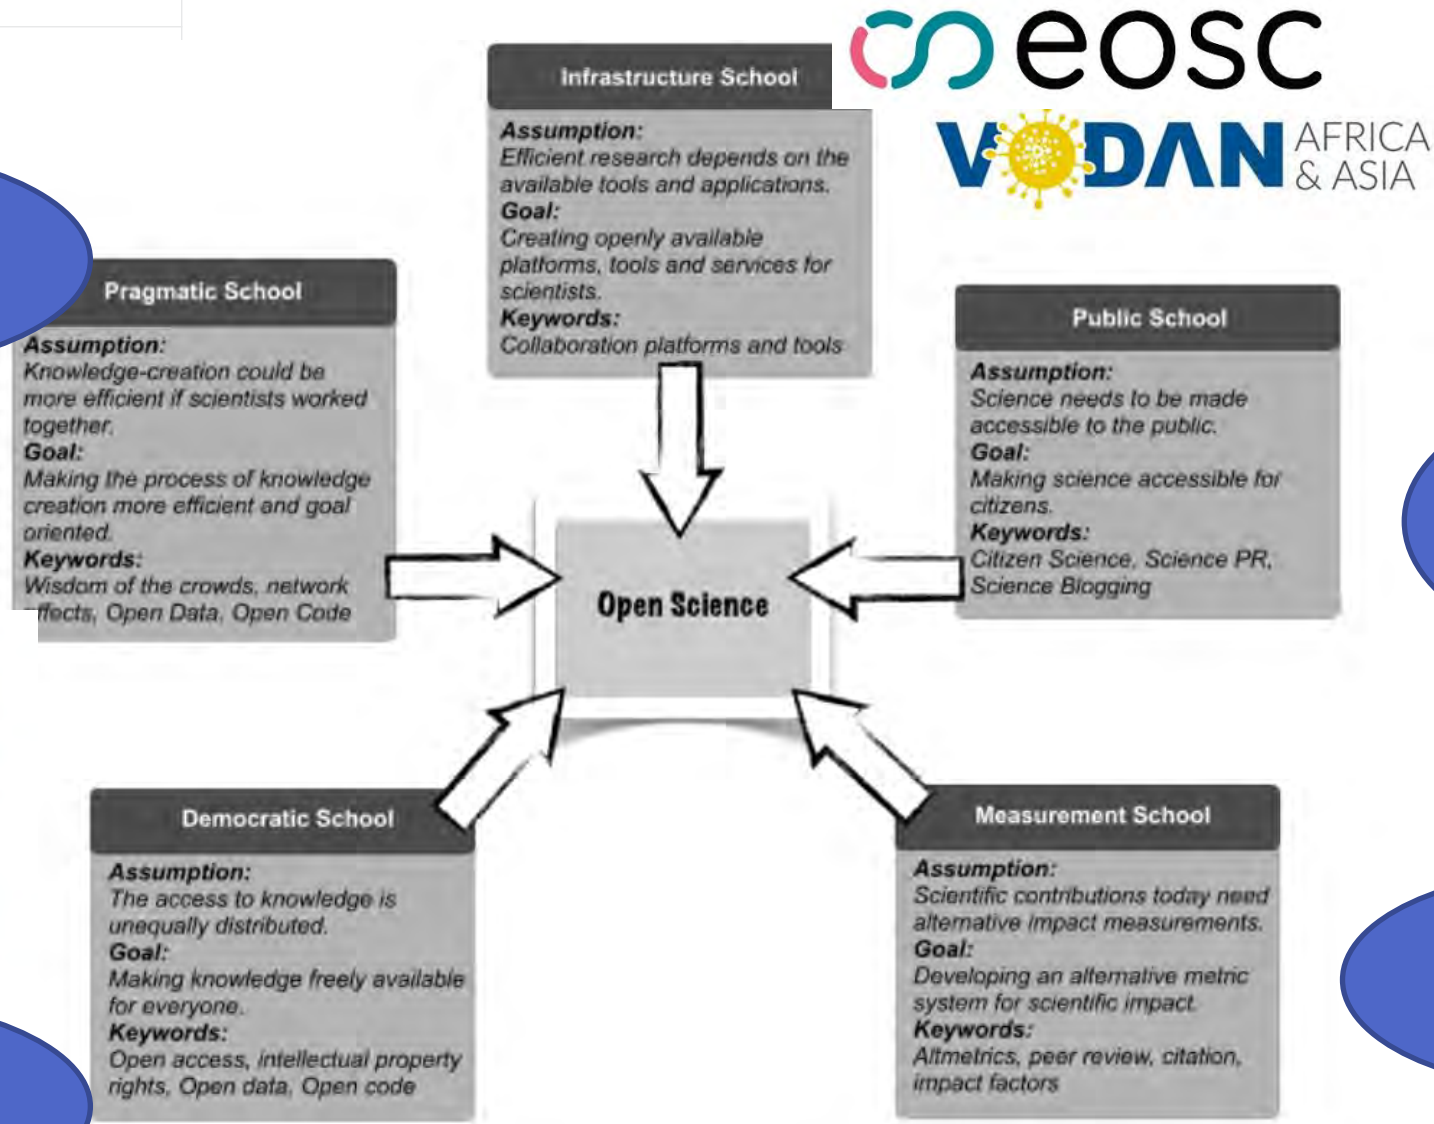 eosc
VODAN AFRICA
& ASIA
Infrastructure School
Assumption:
Efficient research depends on the
available tools and applications.
Goal:
Creating openly available
platforms, tools and services for
scientists.
Keywords:
Collaboration platforms and tools
Pragmatic School
Assumption:
Knowledge-creation could be
more efficient if scientists worked
together.
Goal:
Making the process of knowledge
creation more efficient and goal
oriented.
Keywords:
Wisdom of the crowds, network
ffects, Open Data, Open Code
Public School
Assumption:
Science needs to be made
accessible to the public.
Goal:
Making science accessible for
citizens.
Keywords:
Citizen Science, Science PR,
Science Blogging
Open Science
Democratic School
Assumption:
The access to knowledge is
unequally distributed.
Goal:
Making knowledge freely available
for everyone.
Keywords:
Open access, intellectual property
rights, Open data, Open code
Measurement School
Assumption:
Scientific contributions today need
alternative impact measurements.
Goal:
Developing an alternative metric
system for scientific impact.
Keywords:
Altmetrics, peer review, citation,
impact factors